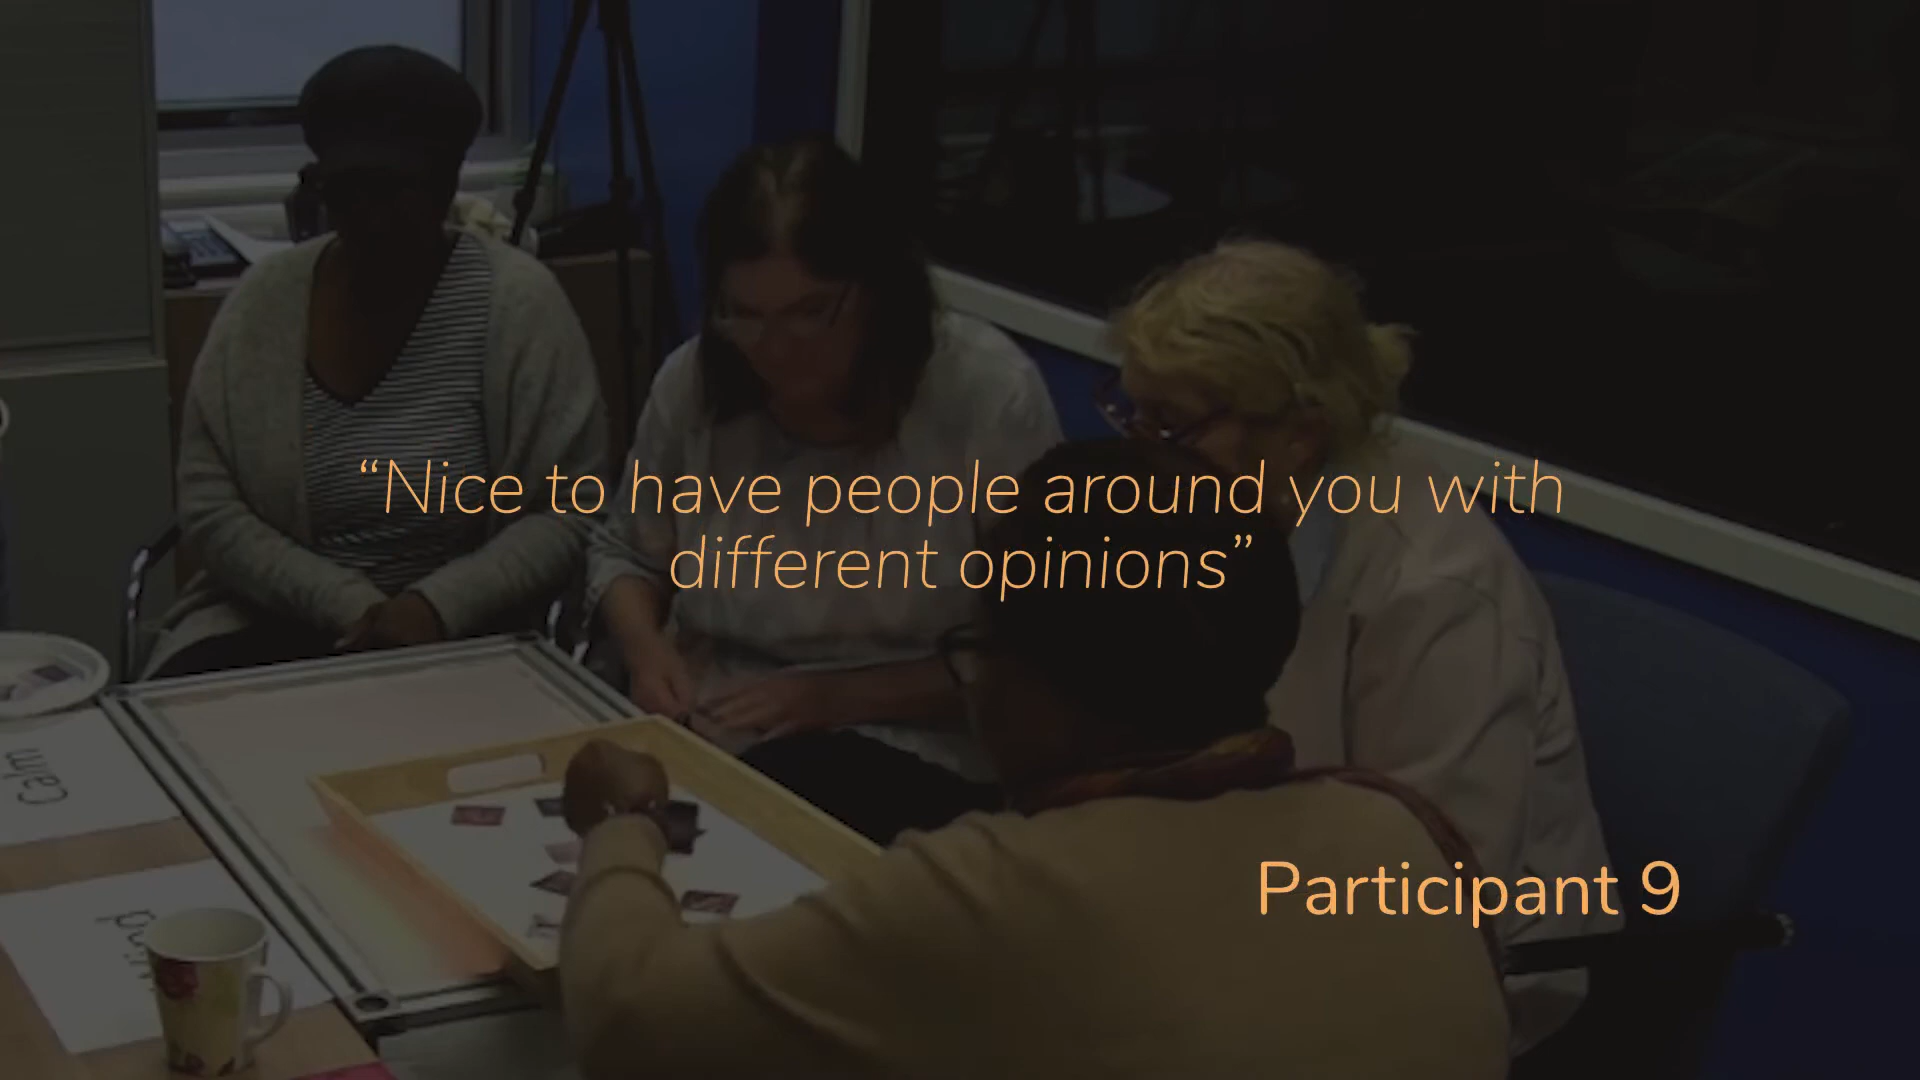 “Nice to have people around you with
different opinions”
Participant 9
calm